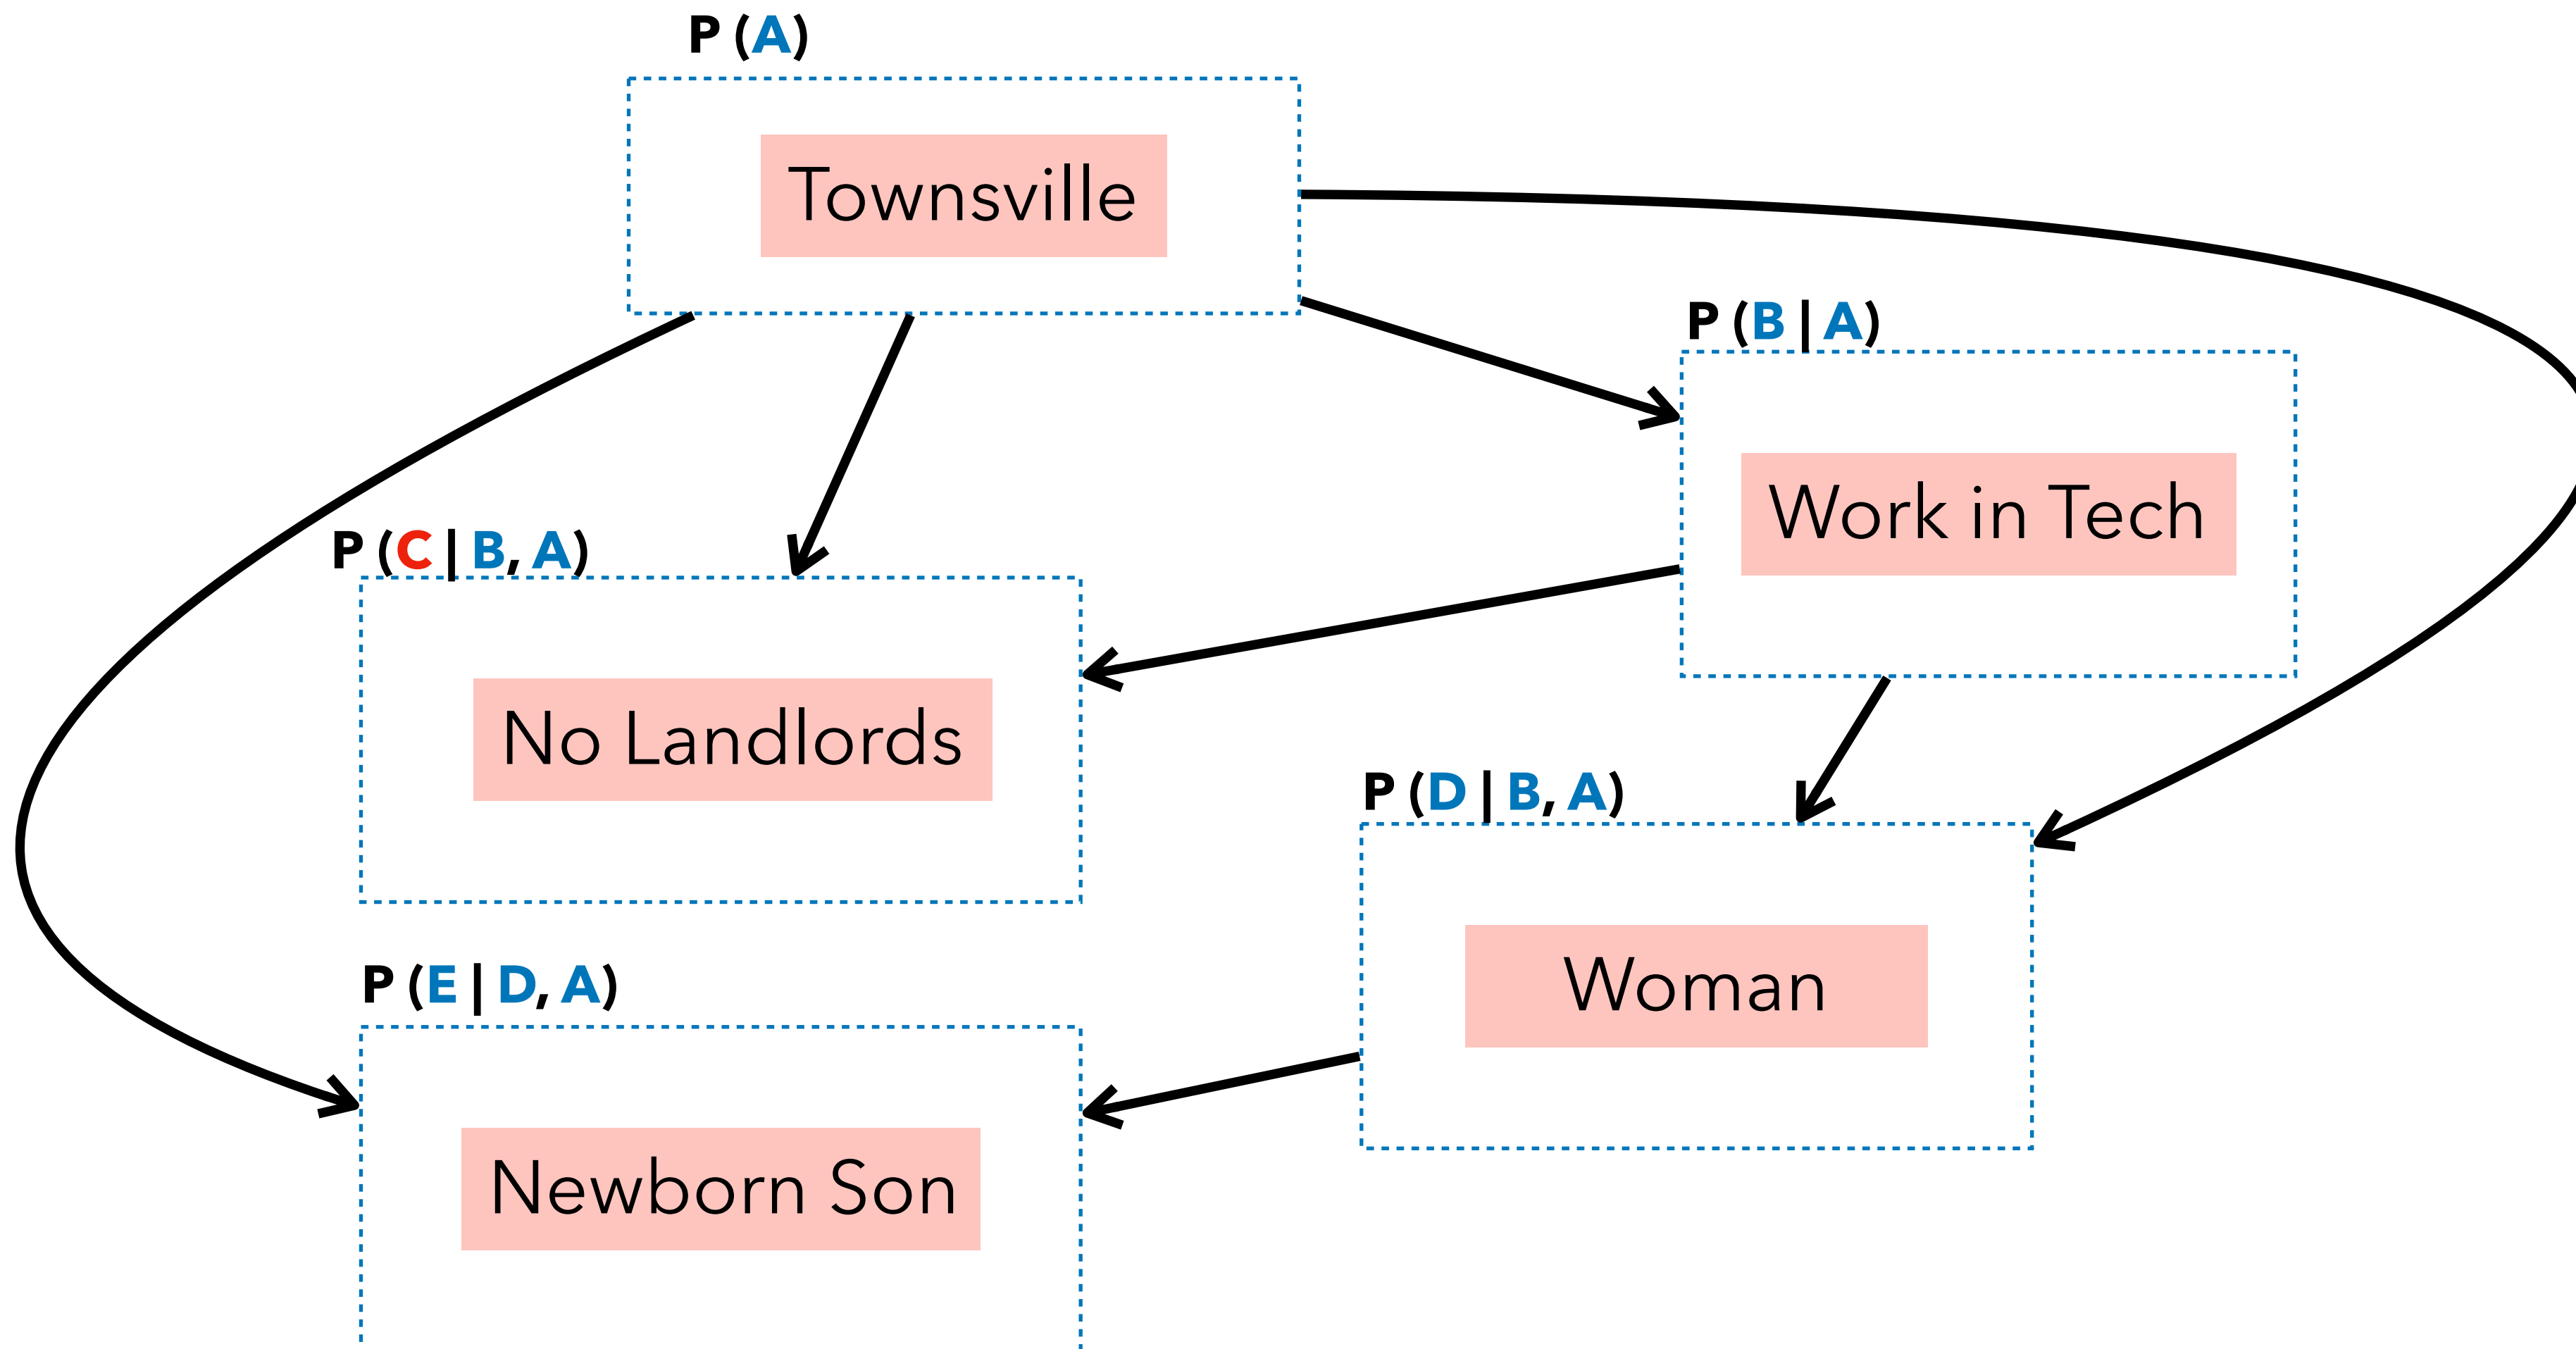 P (A)
Townsville
P (B | A)
Work in Tech
P (C | B, A)
No Landlords
P (D | B, A)
Woman
P (E | D, A)
Newborn Son